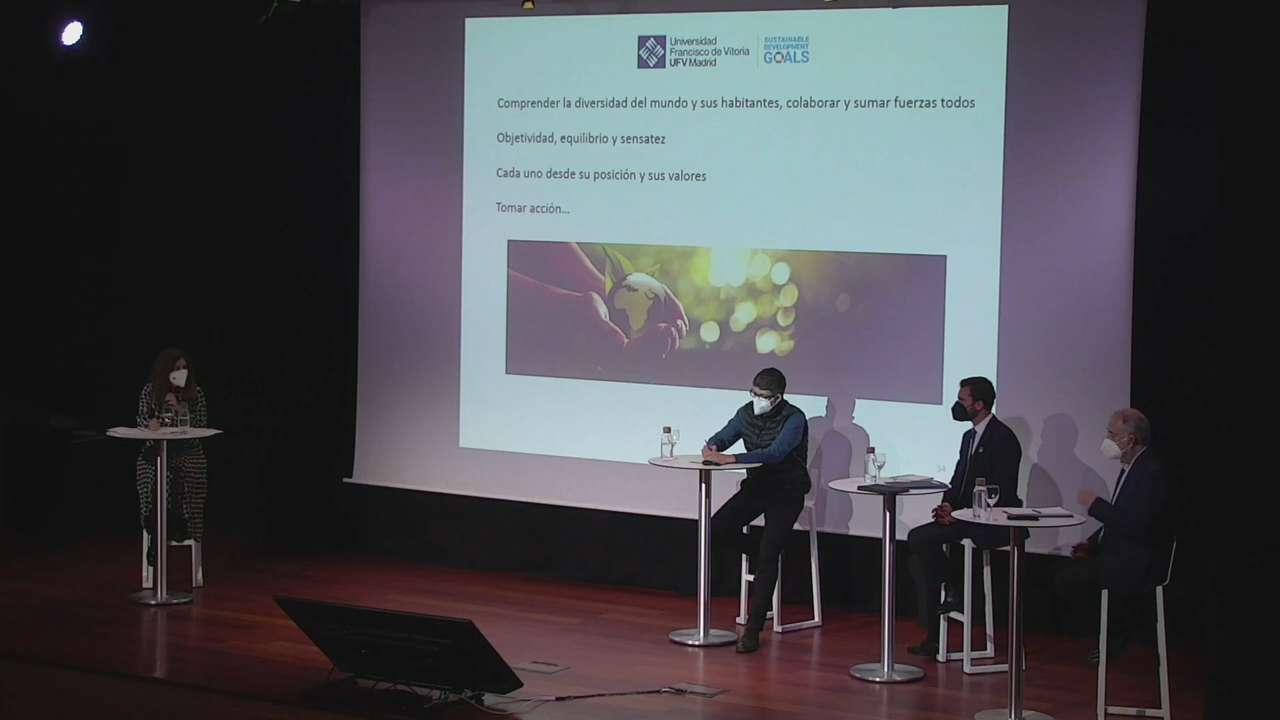 Universidad
Francisco de Vitoria
UFV Madrid
SUSTAINABLE
DEVELOPMENT
GOALS
Comprender la diversidad del mundo y sus habitantes, colaborar y sumar fuerzas todos
Objetividad, equilibrio y sensatez
Cada uno desde su posición y sus valores
Tomar acción...
34